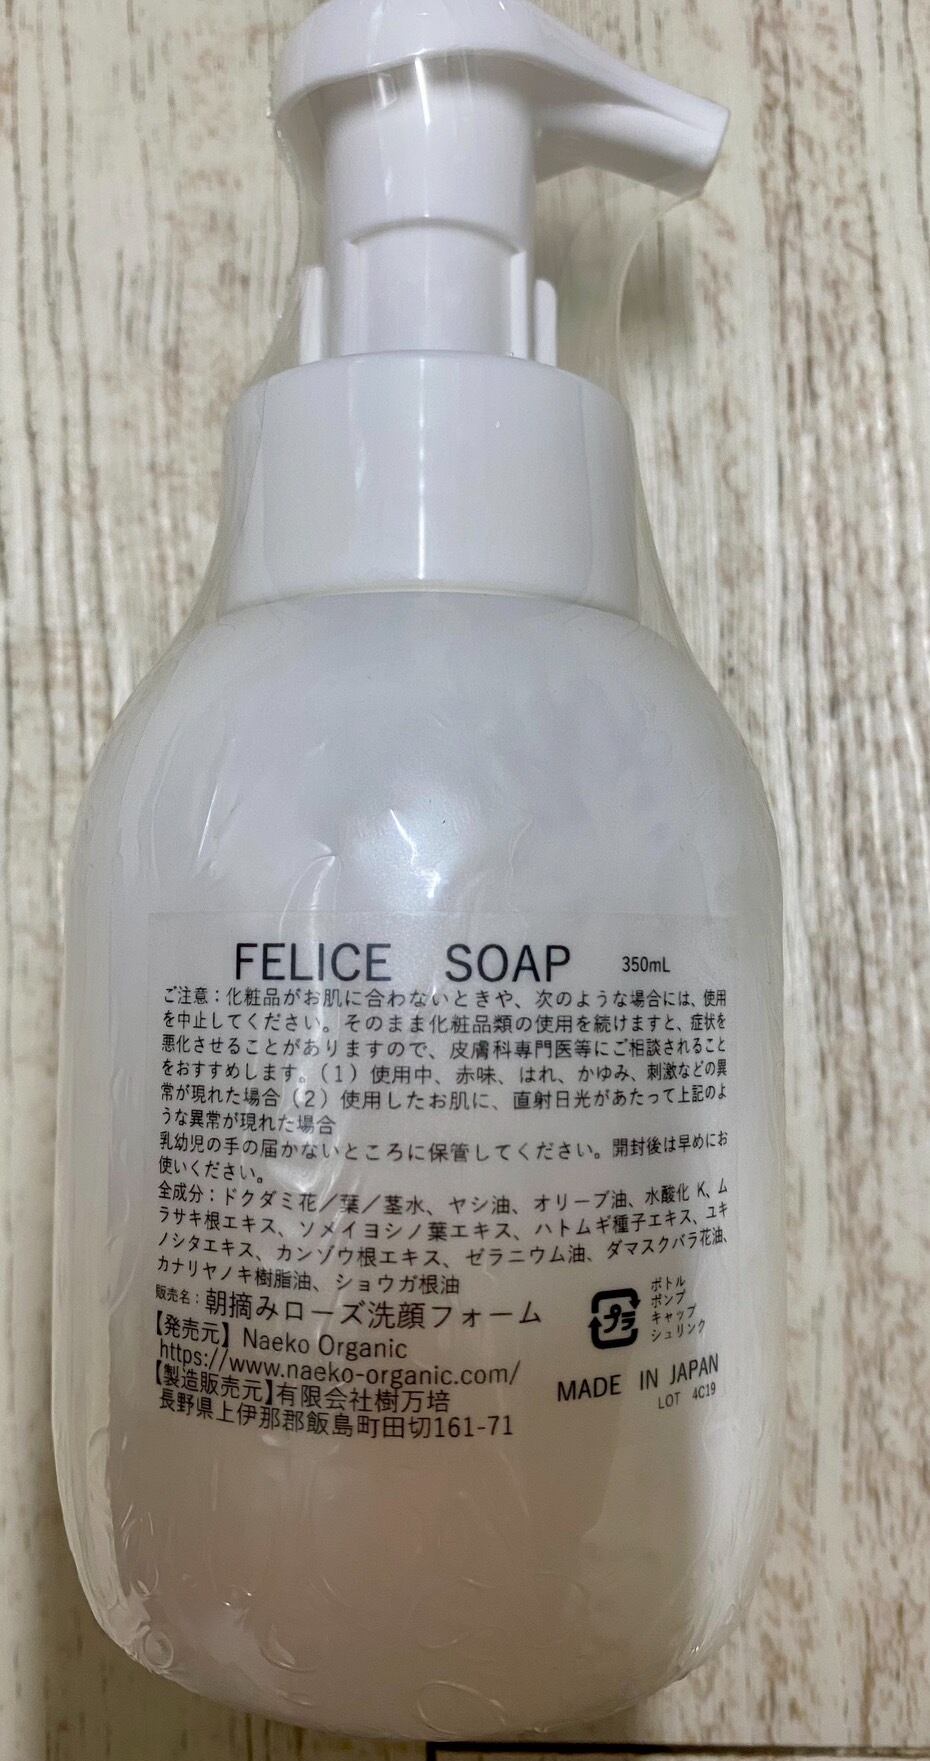 FELICE SOAP 350mL
ご注意：化粧品がお肌に合わないときや、次のような場合には、使用
を中止してください。そのまま化粧品類の使用を続けますと、症状を
悪化させることがありますので、皮膚科専門医等にご相談されること
をおすすめします。（1）使用中、赤味、はれ、かゆみ、刺激などの異
常が現れた場合（2）使用したお肌に、直射日光があたって上記のよ
うな異常が現れた場合
乳幼児の手の届かないところに保管してください。開封後は早めにお
使いください。
全成分：ドクダミ花／葉／茎水、ヤシ油、オリーブ油、水酸化 K、ム
ラサキ根エキス、ソメイヨシノ葉エキス、ハトムギ種子エキス、ユキ
ノシタエキス、カンゾウ根エキス、ゼラニウム油、ダマスクバラ花油、
カナリヤノキ樹脂油、ショウガ根油
販売名：朝摘みローズ洗顔フォーム
【発売元】Naeko Organic
https://www.naeko-organic.com/
【製造販売元】有限会社樹万培
長野県上伊那郡飯島町田切161-71
プラ
ボトル
ポンプ
キャップ
シュリンク
MADE IN JAPAN
LOT 4C19